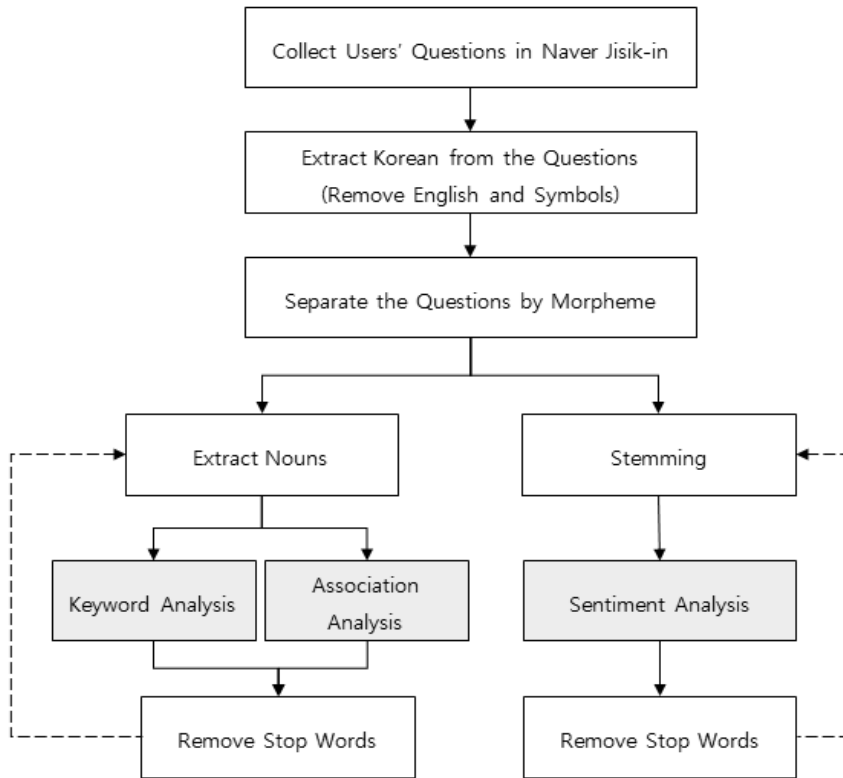 Collect Users' Questions in Naver Jisik-in
Extract Korean from the Questions
(Remove English and Symbols)
Separate the Questions by Morpheme
Extract Nouns
Stemming
Keyword Analysis
Association
Analysis
Sentiment Analysis
Remove Stop Words
Remove Stop Words